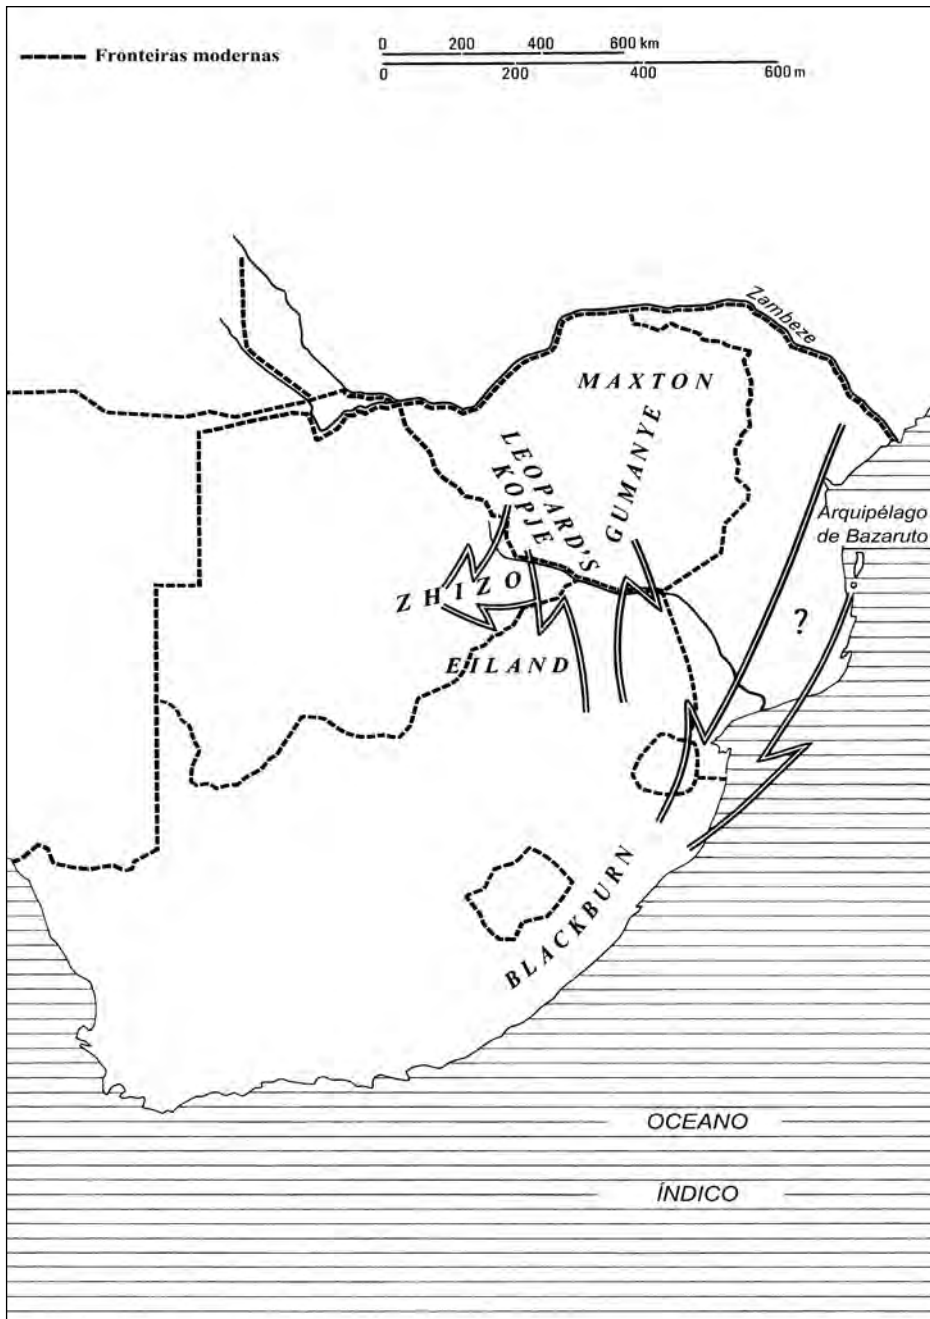 Fronteiras modernas
0 200 400 600 km
0 200 400 600 m
Zambeze
MAXTON
GUMANYE
LEOPARD'S
KOPJE
Arquipélago
de Bazaruto
ZHIZO
?
EILAND
BLACKBURN
OCEANO
ÍNDICO